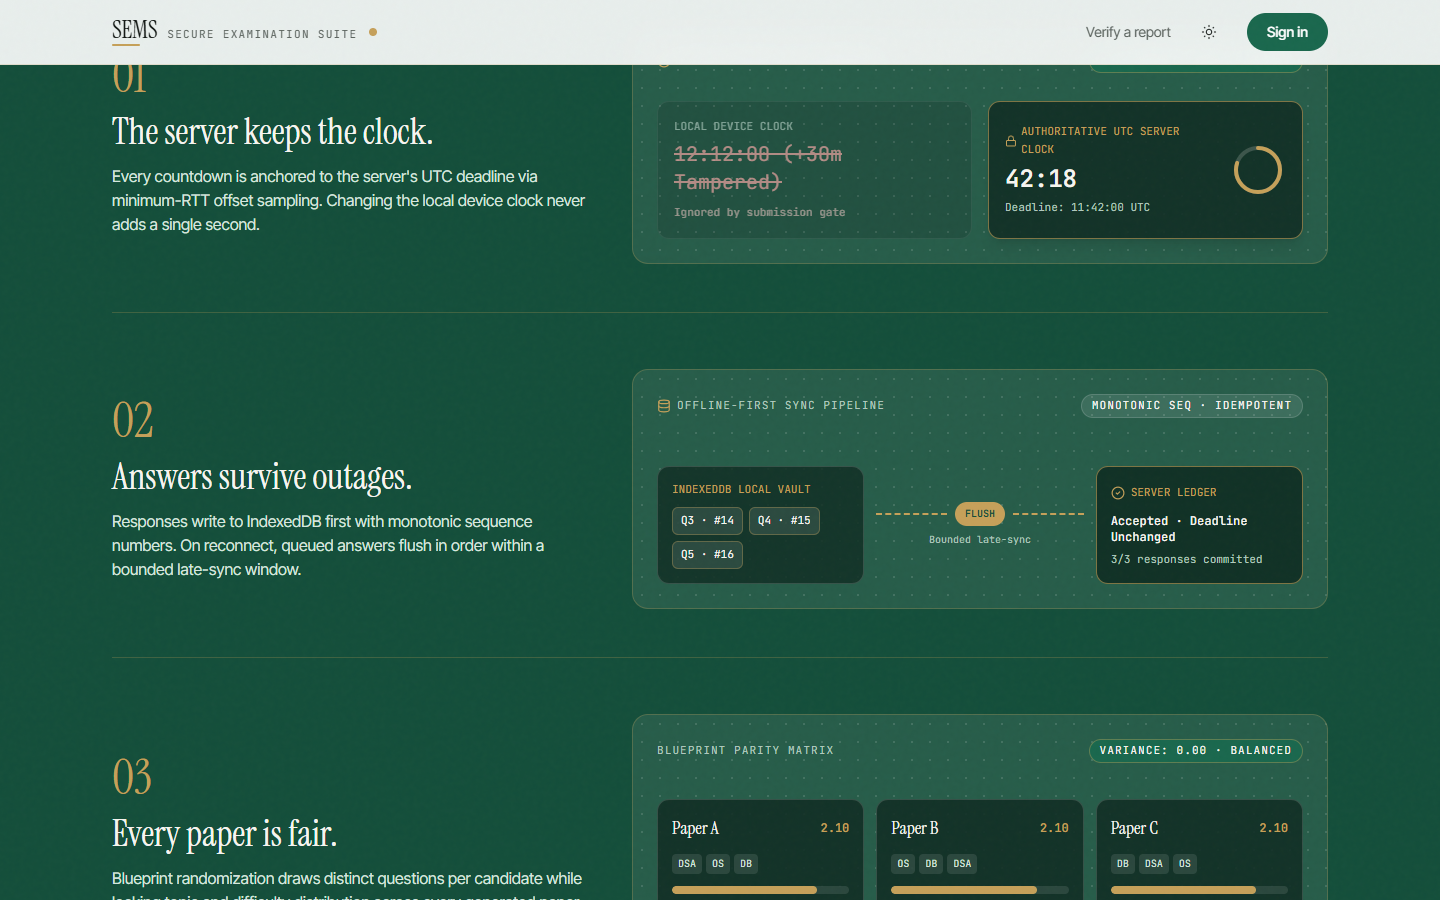 SEMS SECURE EXAMINATION SUITE
Verify a report
Sign in
01
The server keeps the clock.
Every countdown is anchored to the server's UTC deadline via
minimum-RTT offset sampling. Changing the local device clock never
adds a single second.
LOCAL DEVICE CLOCK
12:12:00 (+30m
Tampered)
Ignored by submission gate
AUTHORITATIVE UTC SERVER
CLOCK
42:18
Deadline: 11:42:00 UTC
02
Answers survive outages.
Responses write to IndexedDB first with monotonic sequence
numbers. On reconnect, queued answers flush in order within a
bounded late-sync window.
OFFLINE-FIRST SYNC PIPELINE
MONOTONIC SEQ · IDEMPOTENT
INDEXEDDB LOCAL VAULT
Q3 · #14
Q4 · #15
Q5 · #16
FLUSH
Bounded late-sync
SERVER LEDGER
Accepted · Deadline
Unchanged
3/3 responses committed
03
Every paper is fair.
Blueprint randomization draws distinct questions per candidate while
BLUEPRINT PARITY MATRIX
VARIANCE: 0.00 · BALANCED
Paper A
2.10
DSA
OS
DB
Paper B
2.10
OS
DB
DSA
Paper C
2.10
DB
DSA
OS